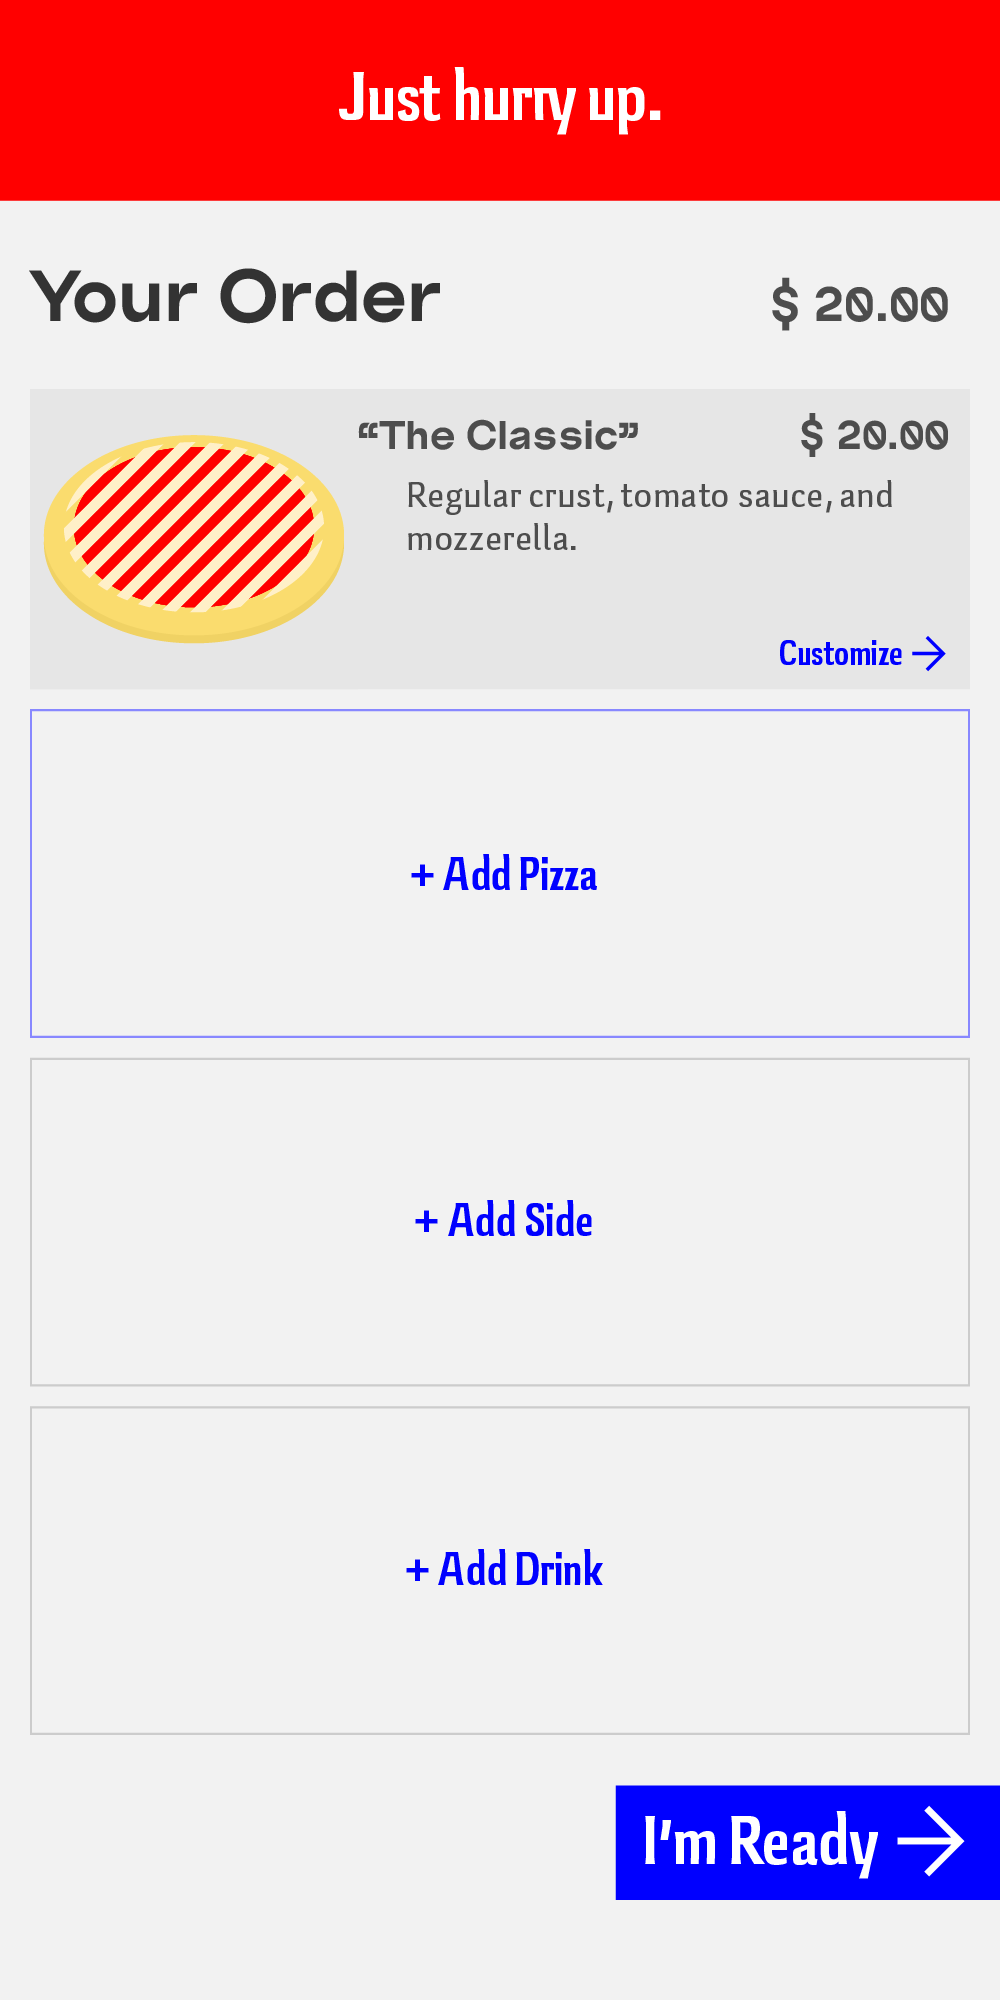 Just hurry up.
Your Order
$ 20.00
“The Classic”
$ 20.00
Regular crust, tomato sauce, and
mozzerella.
Customize →
+ Add Pizza
+ Add Side
+ Add Drink
I'm Ready →